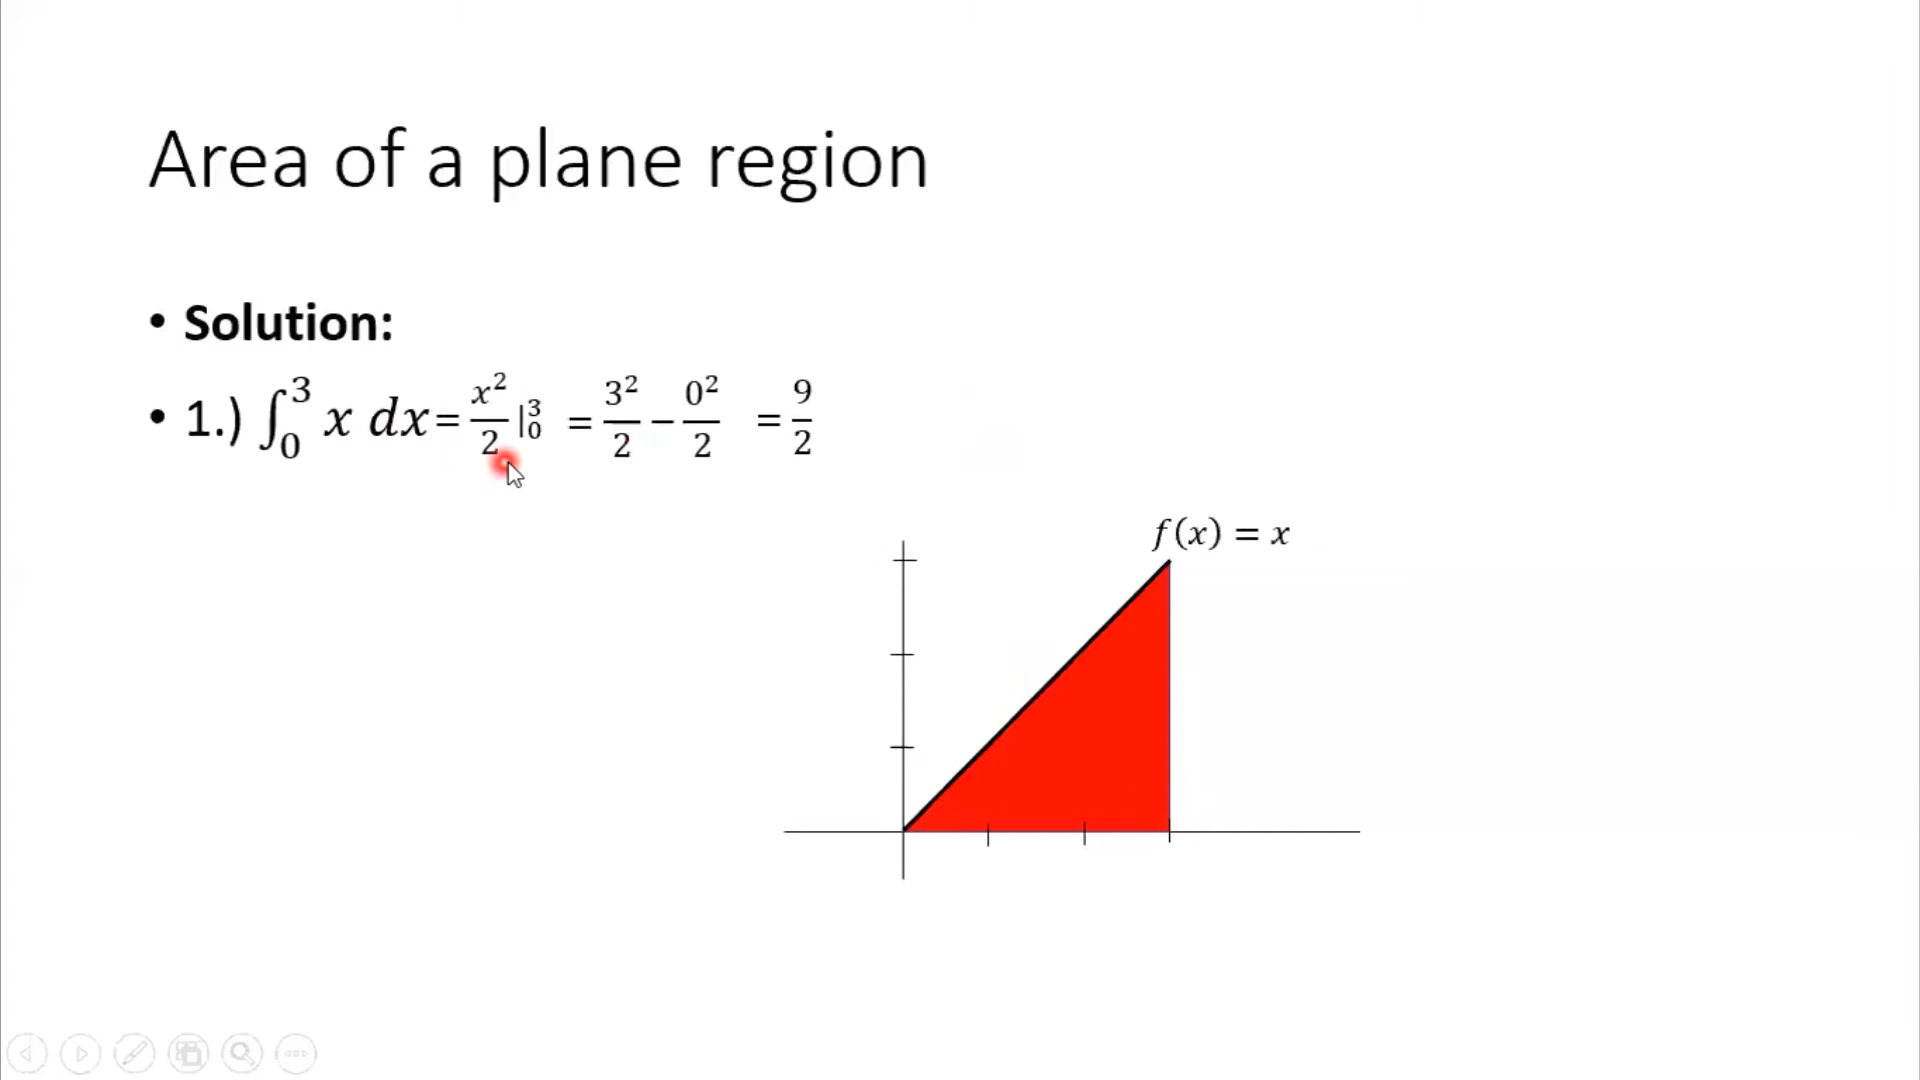 Area of a plane region
• Solution:
• 1.) ∫₀³ x dx = x²/2 |₀³ = 3²/2 − 0²/2 = 9/2
f(x) = x